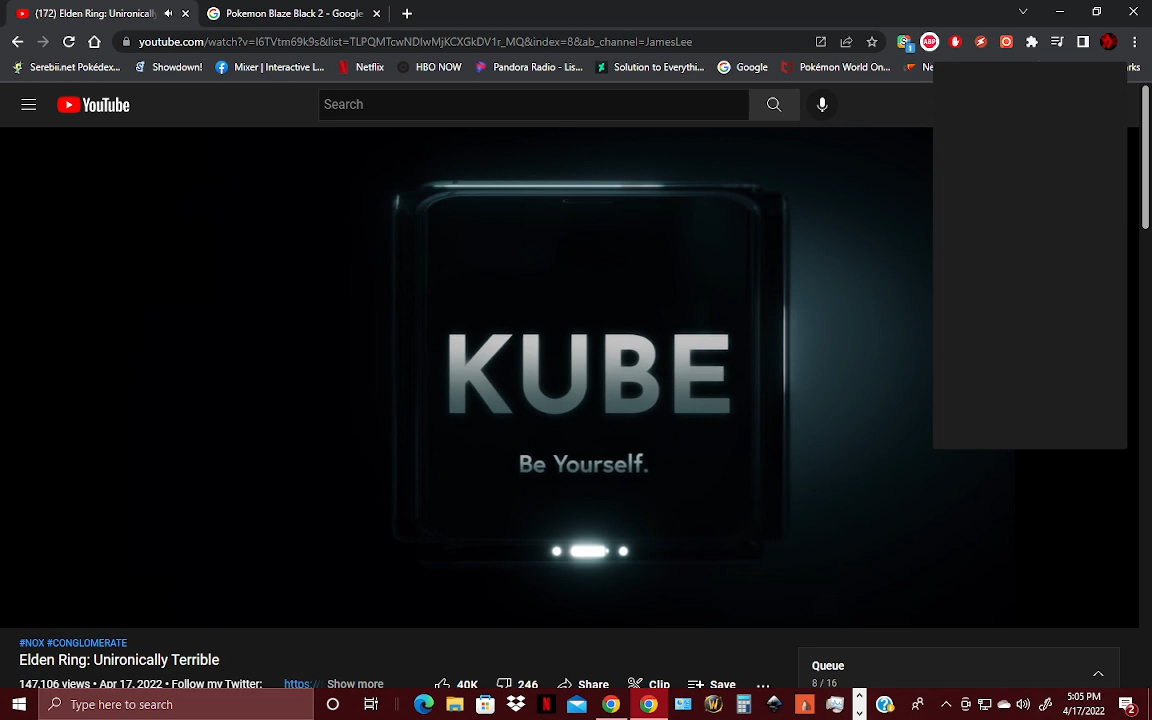 (172) Elden Ring: Unironically
Pokemon Blaze Black 2 - Google
youtube.com/watch?v=I6TVtm69k9s&list=TLPQMTcwNDIwMjKCXGkDV1r_MQ&index=8&ab_channel=JamesLee
1
ABP
Serebii.net Pokédex...
Showdown!
Mixer | Interactive L...
Netflix
HBO NOW
Pandora Radio - Lis...
Solution to Everythi...
Google
Pokémon World On...
YouTube
Search
KUBE
Be Yourself.
#NOX #CONGLOMERATE
Elden Ring: Unironically Terrible
147,106 views • Apr 17, 2022 • Follow my Twitter: https:/ Show more
40K
246
Share
Clip
Save
Queue
8 / 16
Type here to search
5:05 PM
4/17/2022
2